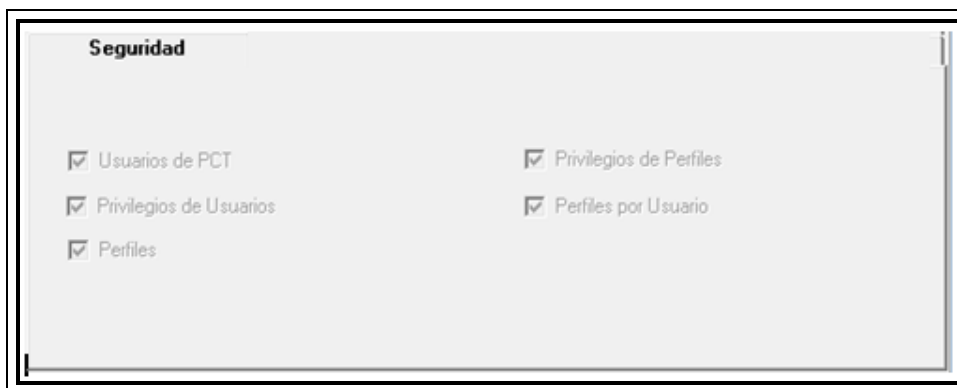 Seguridad
Usuarios de PCT
Privilegios de Perfiles
Privilegios de Usuarios
Perfiles por Usuario
Perfiles